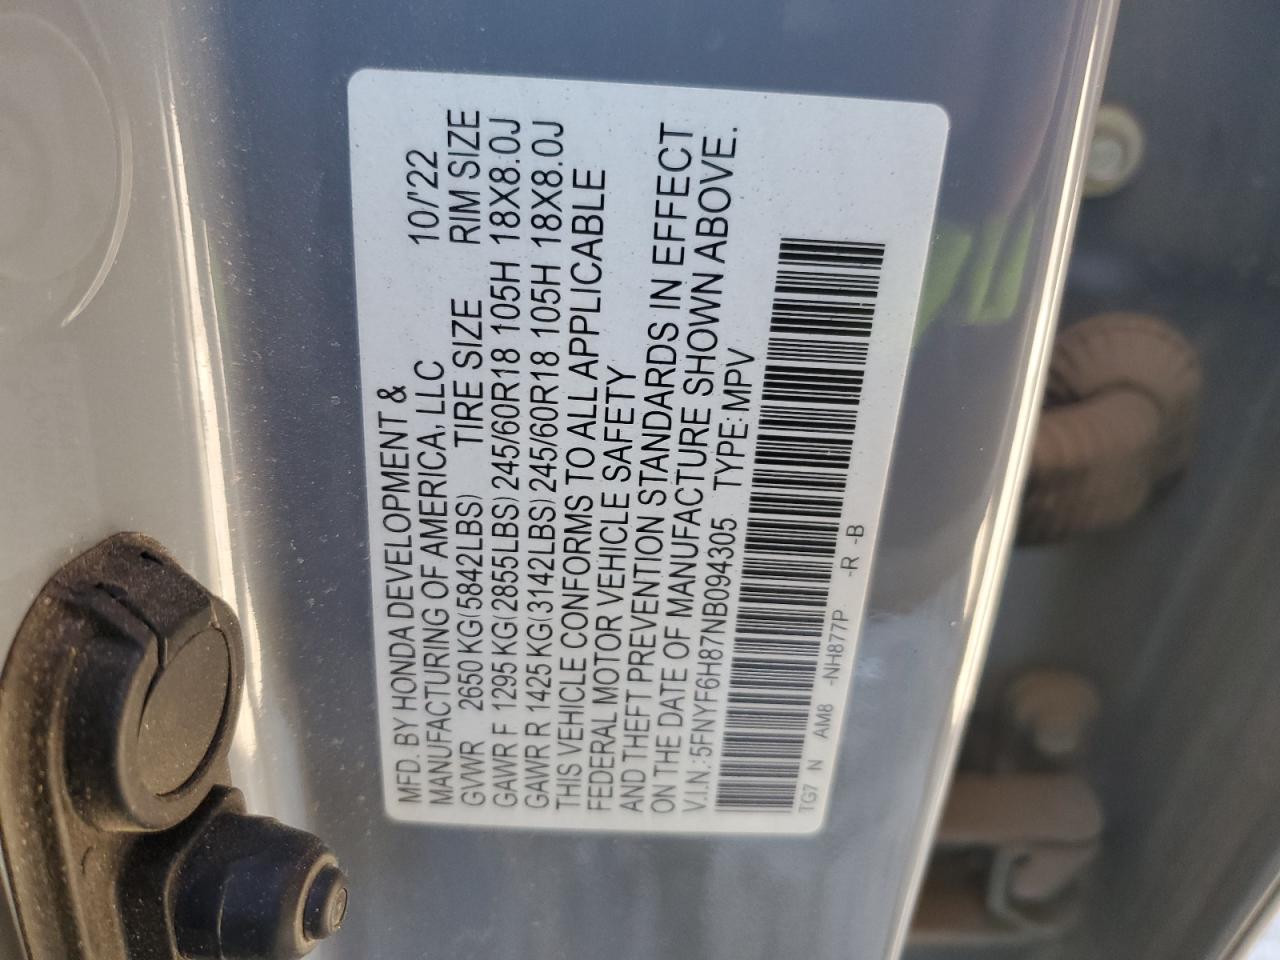 MFD. BY HONDA DEVELOPMENT &
MANUFACTURING OF AMERICA, LLC 10/'22
GVWR 2650 KG(5842LBS) TIRE SIZE RIM SIZE
GAWR F 1295 KG(2855LBS) 245/60R18 105H 18X8.0J
GAWR R 1425 KG(3142LBS) 245/60R18 105H 18X8.0J
THIS VEHICLE CONFORMS TO ALL APPLICABLE
FEDERAL MOTOR VEHICLE SAFETY
AND THEFT PREVENTION STANDARDS IN EFFECT
ON THE DATE OF MANUFACTURE SHOWN ABOVE.
V.I.N.:5FNYF6H87NB094305 TYPE:MPV
TG7 N AM8 -NH877P -R -B